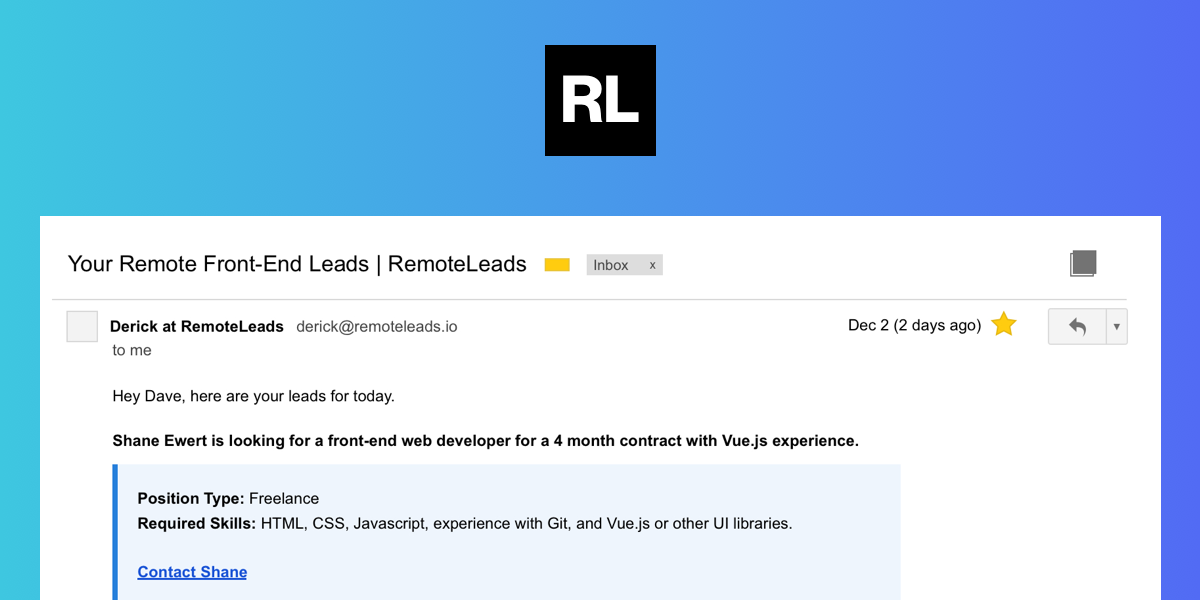 RL
Your Remote Front-End Leads | RemoteLeads Inbox x
Derick at RemoteLeads derick@remoteleads.io Dec 2 (2 days ago)
to me
Hey Dave, here are your leads for today.
Shane Ewert is looking for a front-end web developer for a 4 month contract with Vue.js experience.
Position Type: Freelance
Required Skills: HTML, CSS, Javascript, experience with Git, and Vue.js or other UI libraries.
Contact Shane